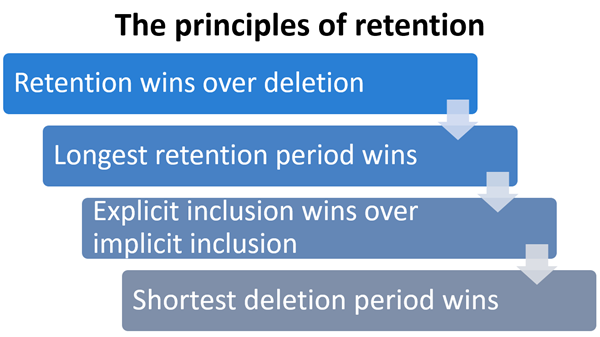 The principles of retention
Retention wins over deletion
Longest retention period wins
Explicit inclusion wins over
implicit inclusion
Shortest deletion period wins